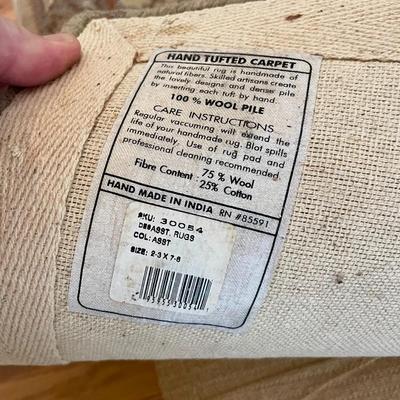 HAND TUFTED CARPET
This beautiful rug is handmade of
natural fibers. Skilled artisans create
the lovely designs and dense pile
by inserting each tuft by hand.
100 % WOOL PILE
CARE INSTRUCTIONS
Regular vaccuming will extend the
life of your handmade rug. Blot spills
immediately. Use of rug pad and
professional cleaning recommended.
Fibre Content 75 % Wool
25% Cotton
HAND MADE IN INDIA RN #85591
SKU: 30054
ASST. RUGS
COL: ASST
SIZE: 2-3 X 7-6